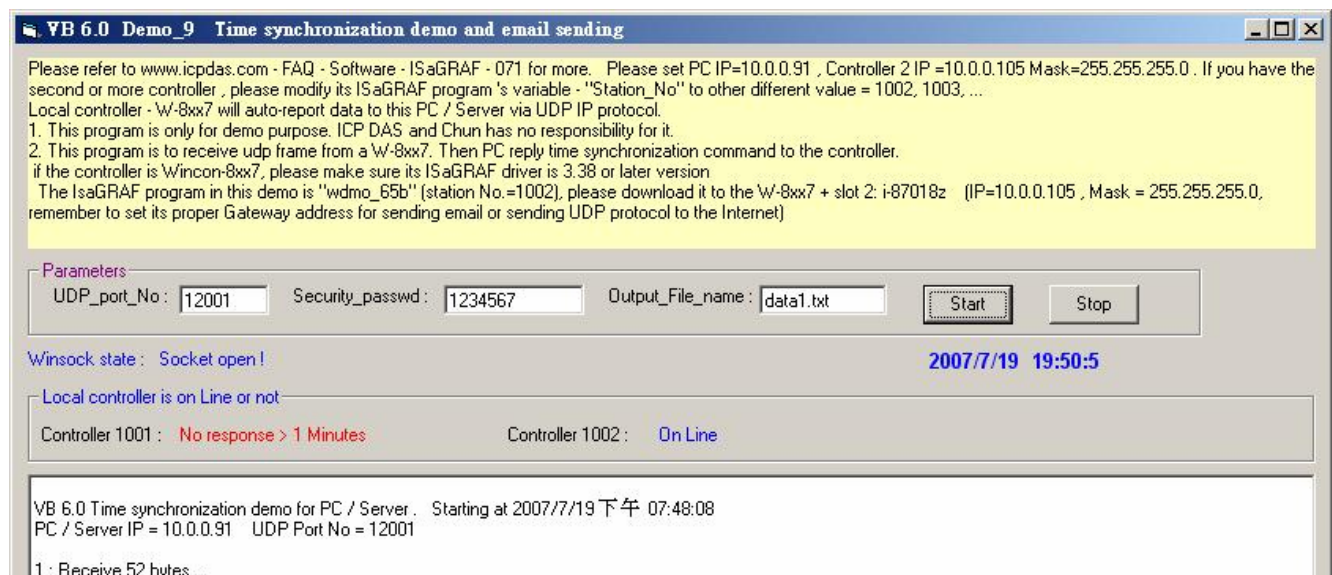 VB 6.0 Demo_9 Time synchronization demo and email sending
Please refer to www.icpdas.com - FAQ - Software - ISaGRAF - 071 for more. Please set PC IP=10.0.0.91 , Controller 2 IP =10.0.0.105 Mask=255.255.255.0 . If you have the
second or more controller , please modify its ISaGRAF program 's variable - "Station_No" to other different value = 1002, 1003, ...
Local controller - W-8xx7 will auto-report data to this PC / Server via UDP IP protocol.
1. This program is only for demo purpose. ICP DAS and Chun has no responsibility for it.
2. This program is to receive udp frame from a W-8xx7. Then PC reply time synchronization command to the controller.
if the controller is Wincon-8xx7, please make sure its ISaGRAF driver is 3.38 or later version
The IsaGRAF program in this demo is "wdmo_65b" (station No.=1002), please download it to the W-8xx7 + slot 2: i-87018z (IP=10.0.0.105 , Mask = 255.255.255.0,
remember to set its proper Gateway address for sending email or sending UDP protocol to the Internet)
Parameters
UDP_port_No : 12001 Security_passwd : 1234567 Output_File_name : data1.txt Start Stop
Winsock state : Socket open ! 2007/7/19 19:50:5
Local controller is on Line or not
Controller 1001 : No response > 1 Minutes Controller 1002 : On Line
VB 6.0 Time synchronization demo for PC / Server . Starting at 2007/7/19 下午 07:48:08
PC / Server IP = 10.0.0.91 UDP Port No = 12001
1 : Receive 52 bytes...